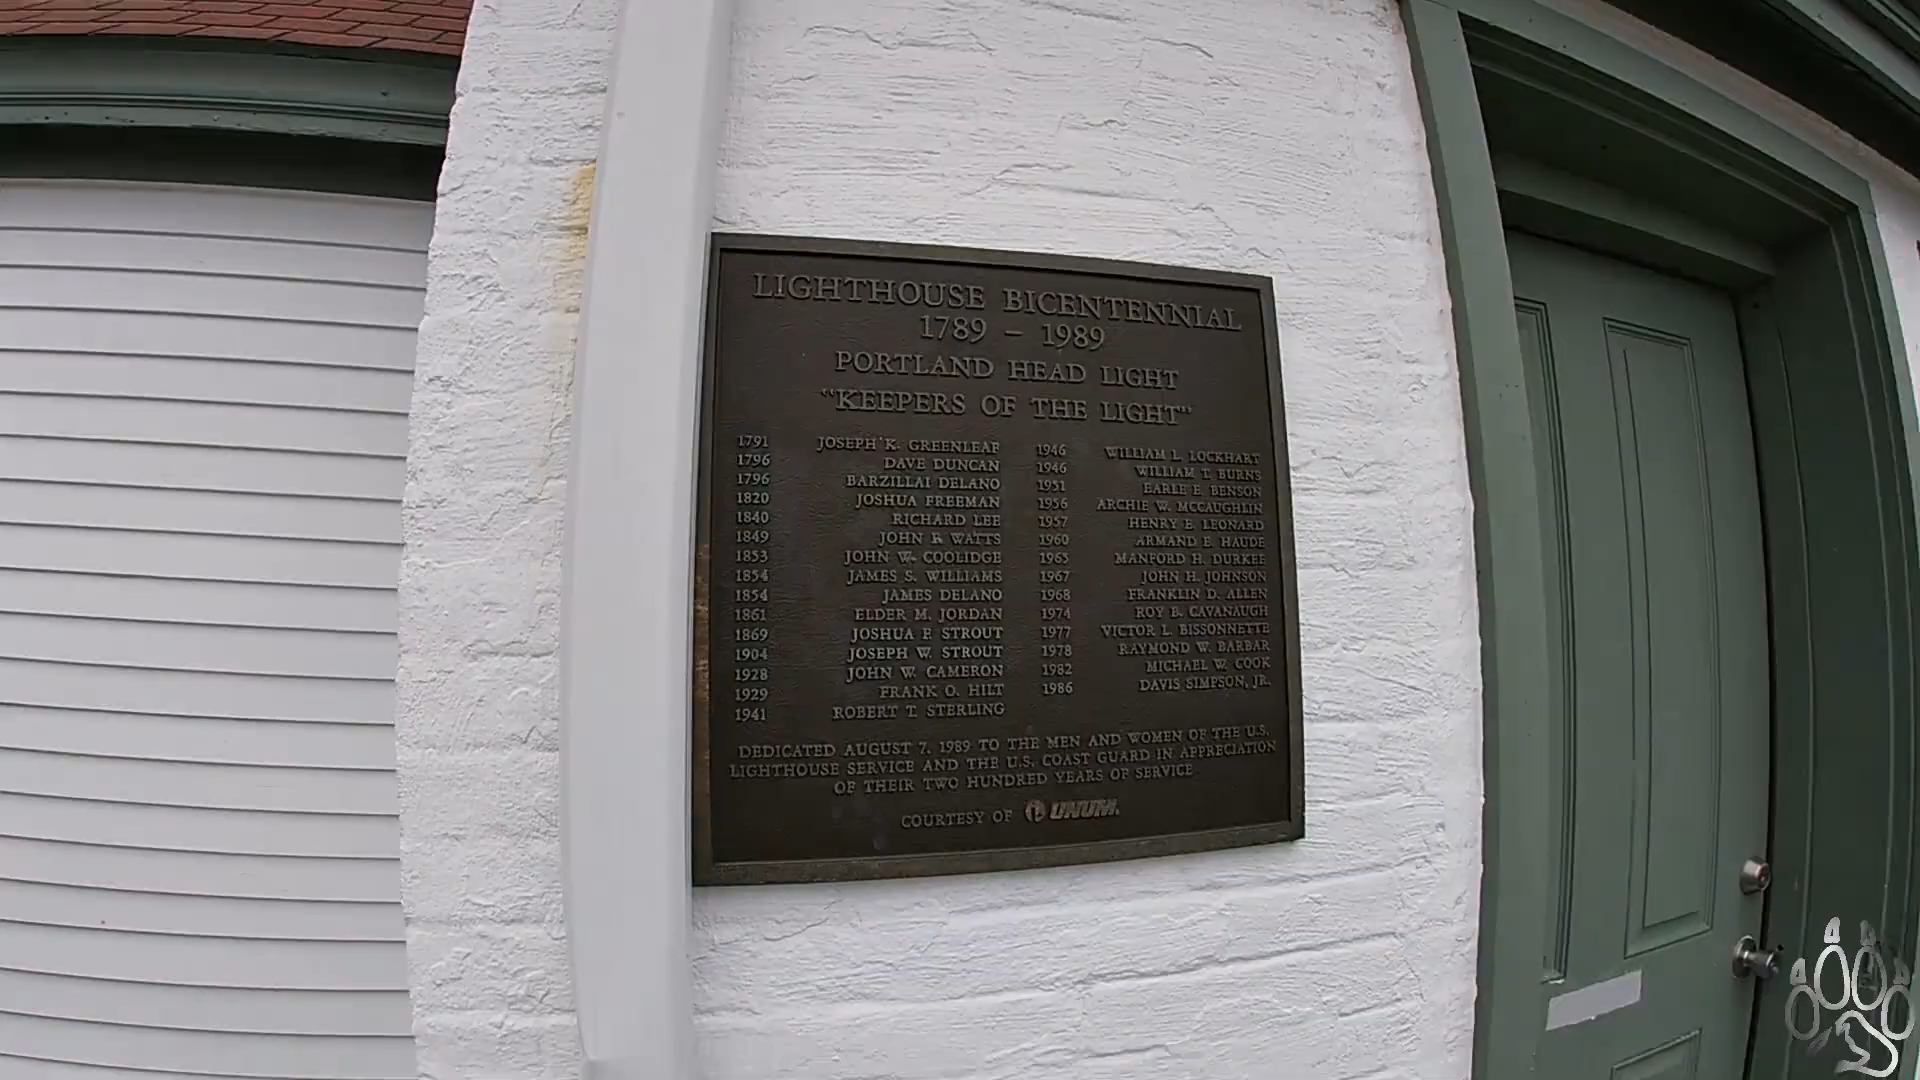 LIGHTHOUSE BICENTENNIAL
1789 – 1989
PORTLAND HEAD LIGHT
"KEEPERS OF THE LIGHT"
1791 JOSEPH K. GREENLEAF
1796 DAVE DUNCAN
1796 BARZILLAI DELANO
1820 JOSHUA FREEMAN
1840 RICHARD LEE
1849 JOHN F. WATTS
1853 JOHN W. COOLIDGE
1854 JAMES S. WILLIAMS
1854 JAMES DELANO
1861 ELDER M. JORDAN
1869 JOSHUA F. STROUT
1904 JOSEPH W. STROUT
1928 JOHN W. CAMERON
1929 FRANK O. HILT
1941 ROBERT T. STERLING
1946 WILLIAM L. LOCKHART
1946 WILLIAM T. BURNS
1951 EARLE E. BENSON
1956 ARCHIE W. MCCAUGHLIN
1957 HENRY E. LEONARD
1960 ARMAND E. HAUDE
1963 MANFORD H. DURKEE
1967 JOHN H. JOHNSON
1968 FRANKLIN D. ALLEN
1974 ROY B. CAVANAUGH
1977 VICTOR L. BISSONNETTE
1978 RAYMOND W. BARBAR
1982 MICHAEL W. COOK
1986 DAVIS SIMPSON, JR.
DEDICATED AUGUST 7, 1989 TO THE MEN AND WOMEN OF THE U.S.
LIGHTHOUSE SERVICE AND THE U.S. COAST GUARD IN APPRECIATION
OF THEIR TWO HUNDRED YEARS OF SERVICE
COURTESY OF UNUM.